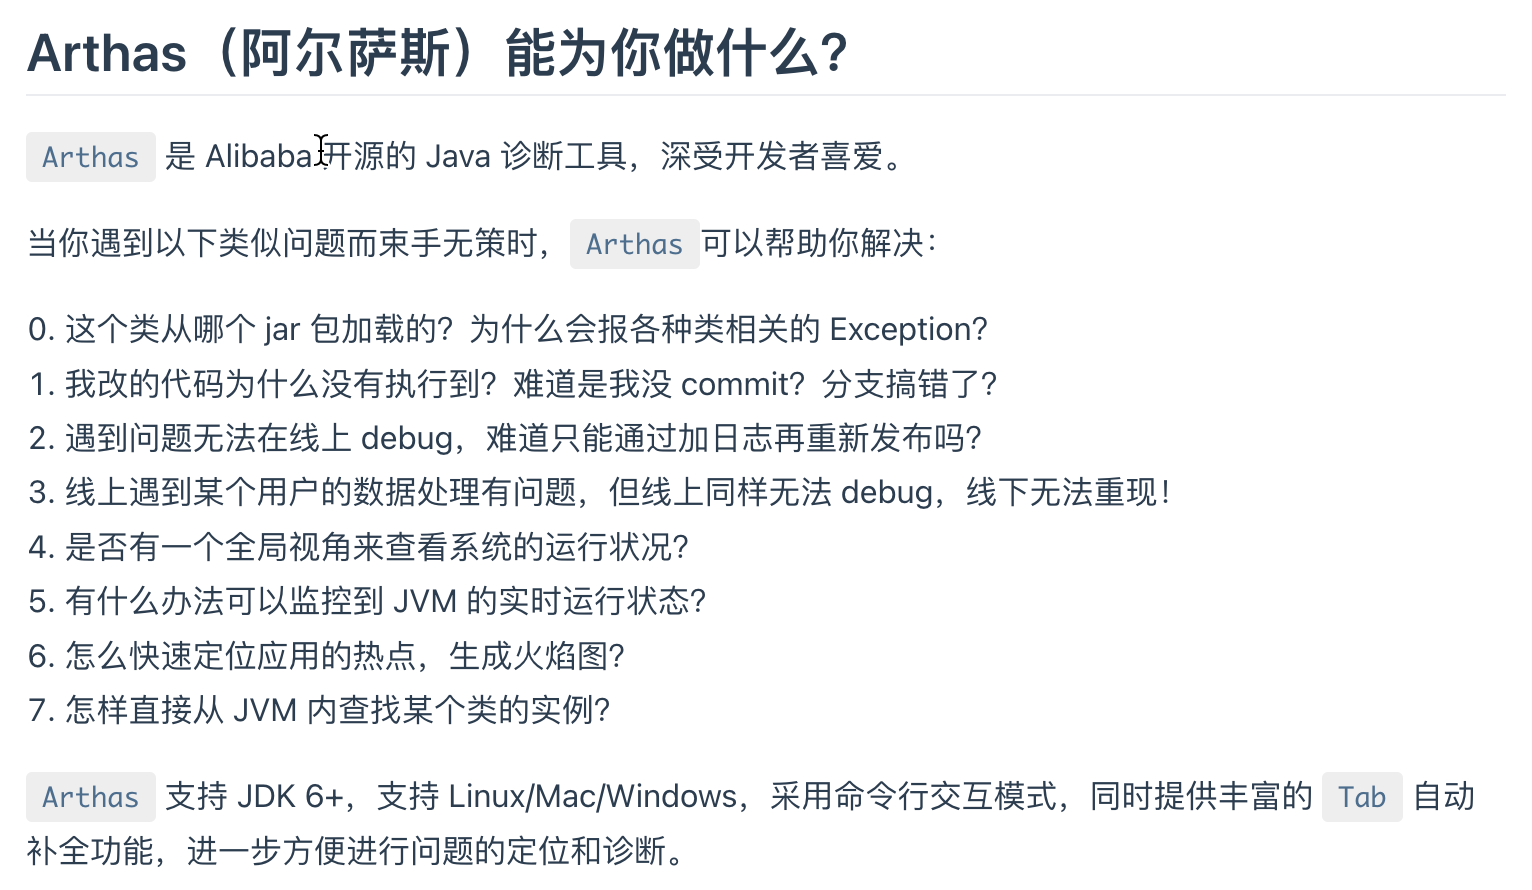 Arthas（阿尔萨斯）能为你做什么？
Arthas 是 Alibaba 开源的 Java 诊断工具，深受开发者喜爱。
当你遇到以下类似问题而束手无策时，Arthas可以帮助你解决：
0. 这个类从哪个 jar 包加载的？为什么会报各种类相关的 Exception？
1. 我改的代码为什么没有执行到？难道是我没 commit？分支搞错了？
2. 遇到问题无法在线上 debug，难道只能通过加日志再重新发布吗？
3. 线上遇到某个用户的数据处理有问题，但线上同样无法 debug，线下无法重现！
4. 是否有一个全局视角来查看系统的运行状况？
5. 有什么办法可以监控到 JVM 的实时运行状态？
6. 怎么快速定位应用的热点，生成火焰图？
7. 怎样直接从 JVM 内查找某个类的实例？
Arthas 支持 JDK 6+，支持 Linux/Mac/Windows，采用命令行交互模式，同时提供丰富的 Tab 自动
补全功能，进一步方便进行问题的定位和诊断。